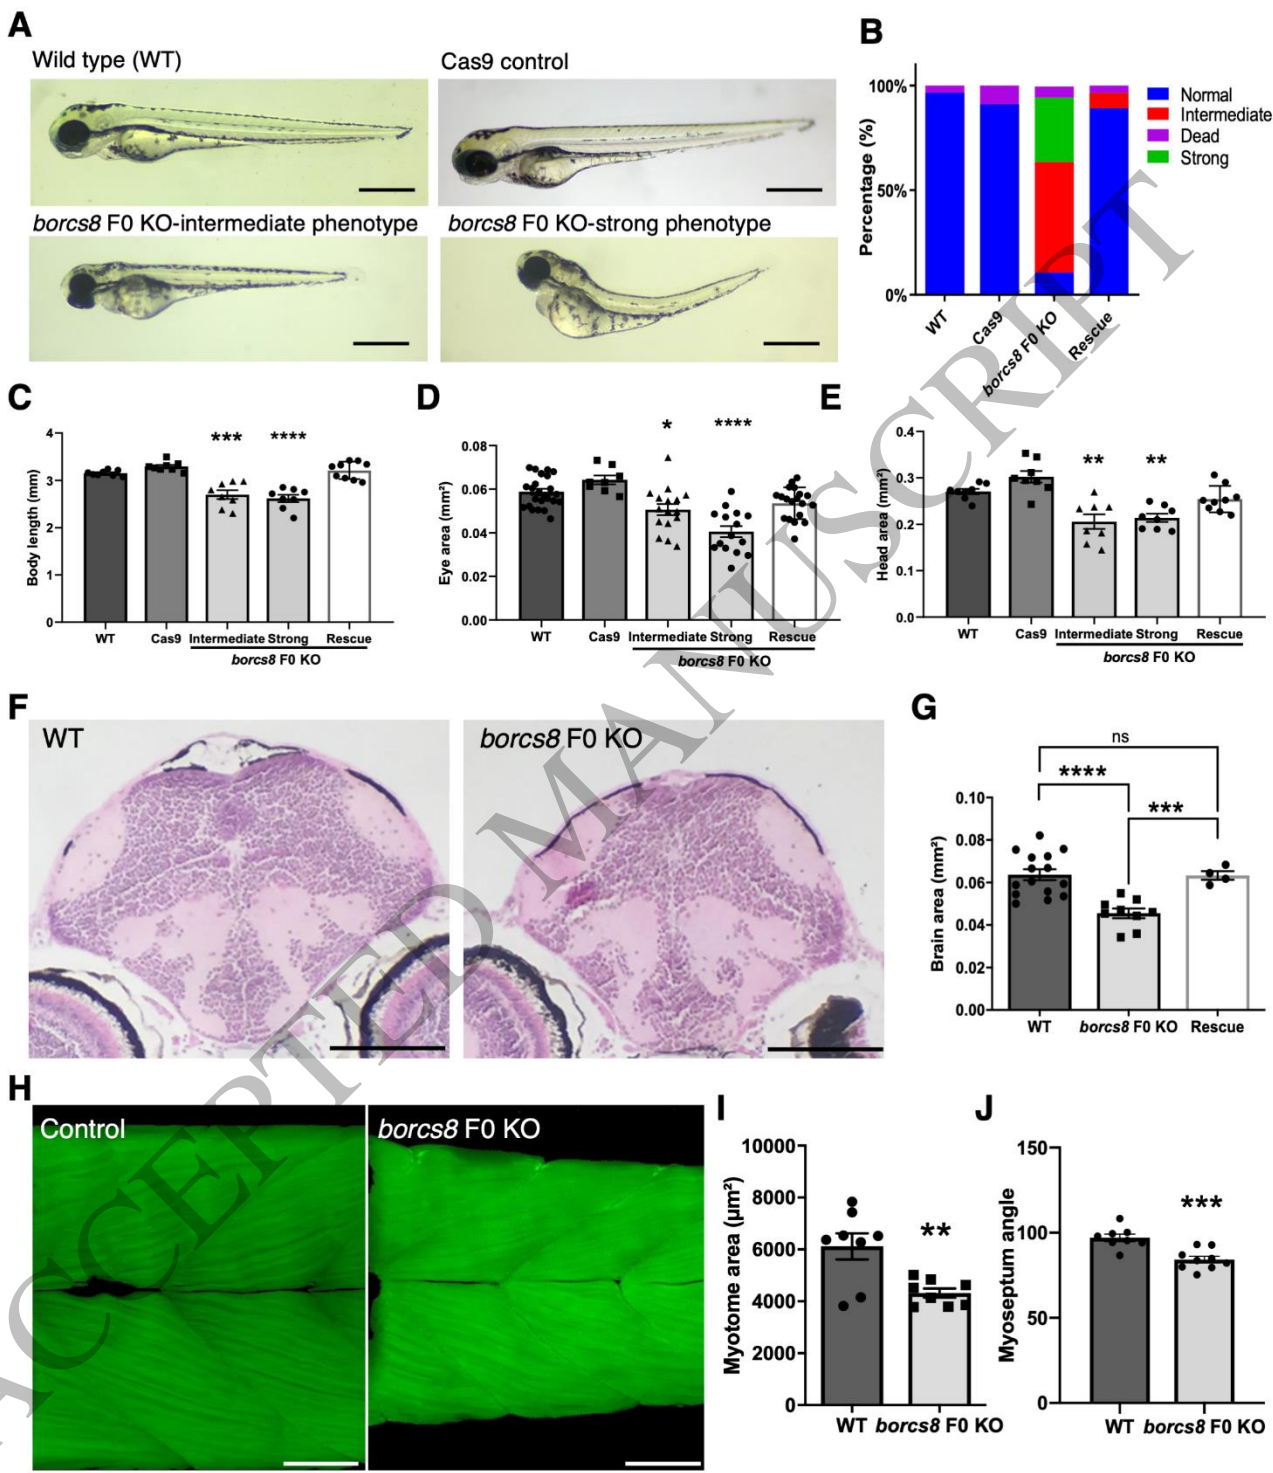 A
Wild type (WT)
Cas9 control
borcs8 F0 KO-intermediate phenotype
borcs8 F0 KO-strong phenotype
B
Percentage (%)
100%
50%
0%
WT
Cas9
borcs8 F0 KO
Rescue
Normal
Intermediate
Dead
Strong
C
Body length (mm)
4
3
2
1
0
***
****
WT Cas9 Intermediate Strong Rescue
borcs8 F0 KO
D
Eye area (mm²)
0.08
0.06
0.04
0.02
0.00
*
****
WT Cas9 Intermediate Strong Rescue
borcs8 F0 KO
E
Head area (mm²)
0.4
0.3
0.2
0.1
0.0
**
**
WT Cas9 Intermediate Strong Rescue
borcs8 F0 KO
F
WT
borcs8 F0 KO
G
ns
****
***
Brain area (mm²)
0.10
0.08
0.06
0.04
0.02
0.00
WT borcs8 F0 KO Rescue
H
Control
borcs8 F0 KO
I
Myotome area (µm²)
10000
8000
6000
4000
2000
0
**
WT borcs8 F0 KO
J
Myoseptum angle
150
100
50
0
***
WT borcs8 F0 KO
ACCEPTED MANUSCRIPT